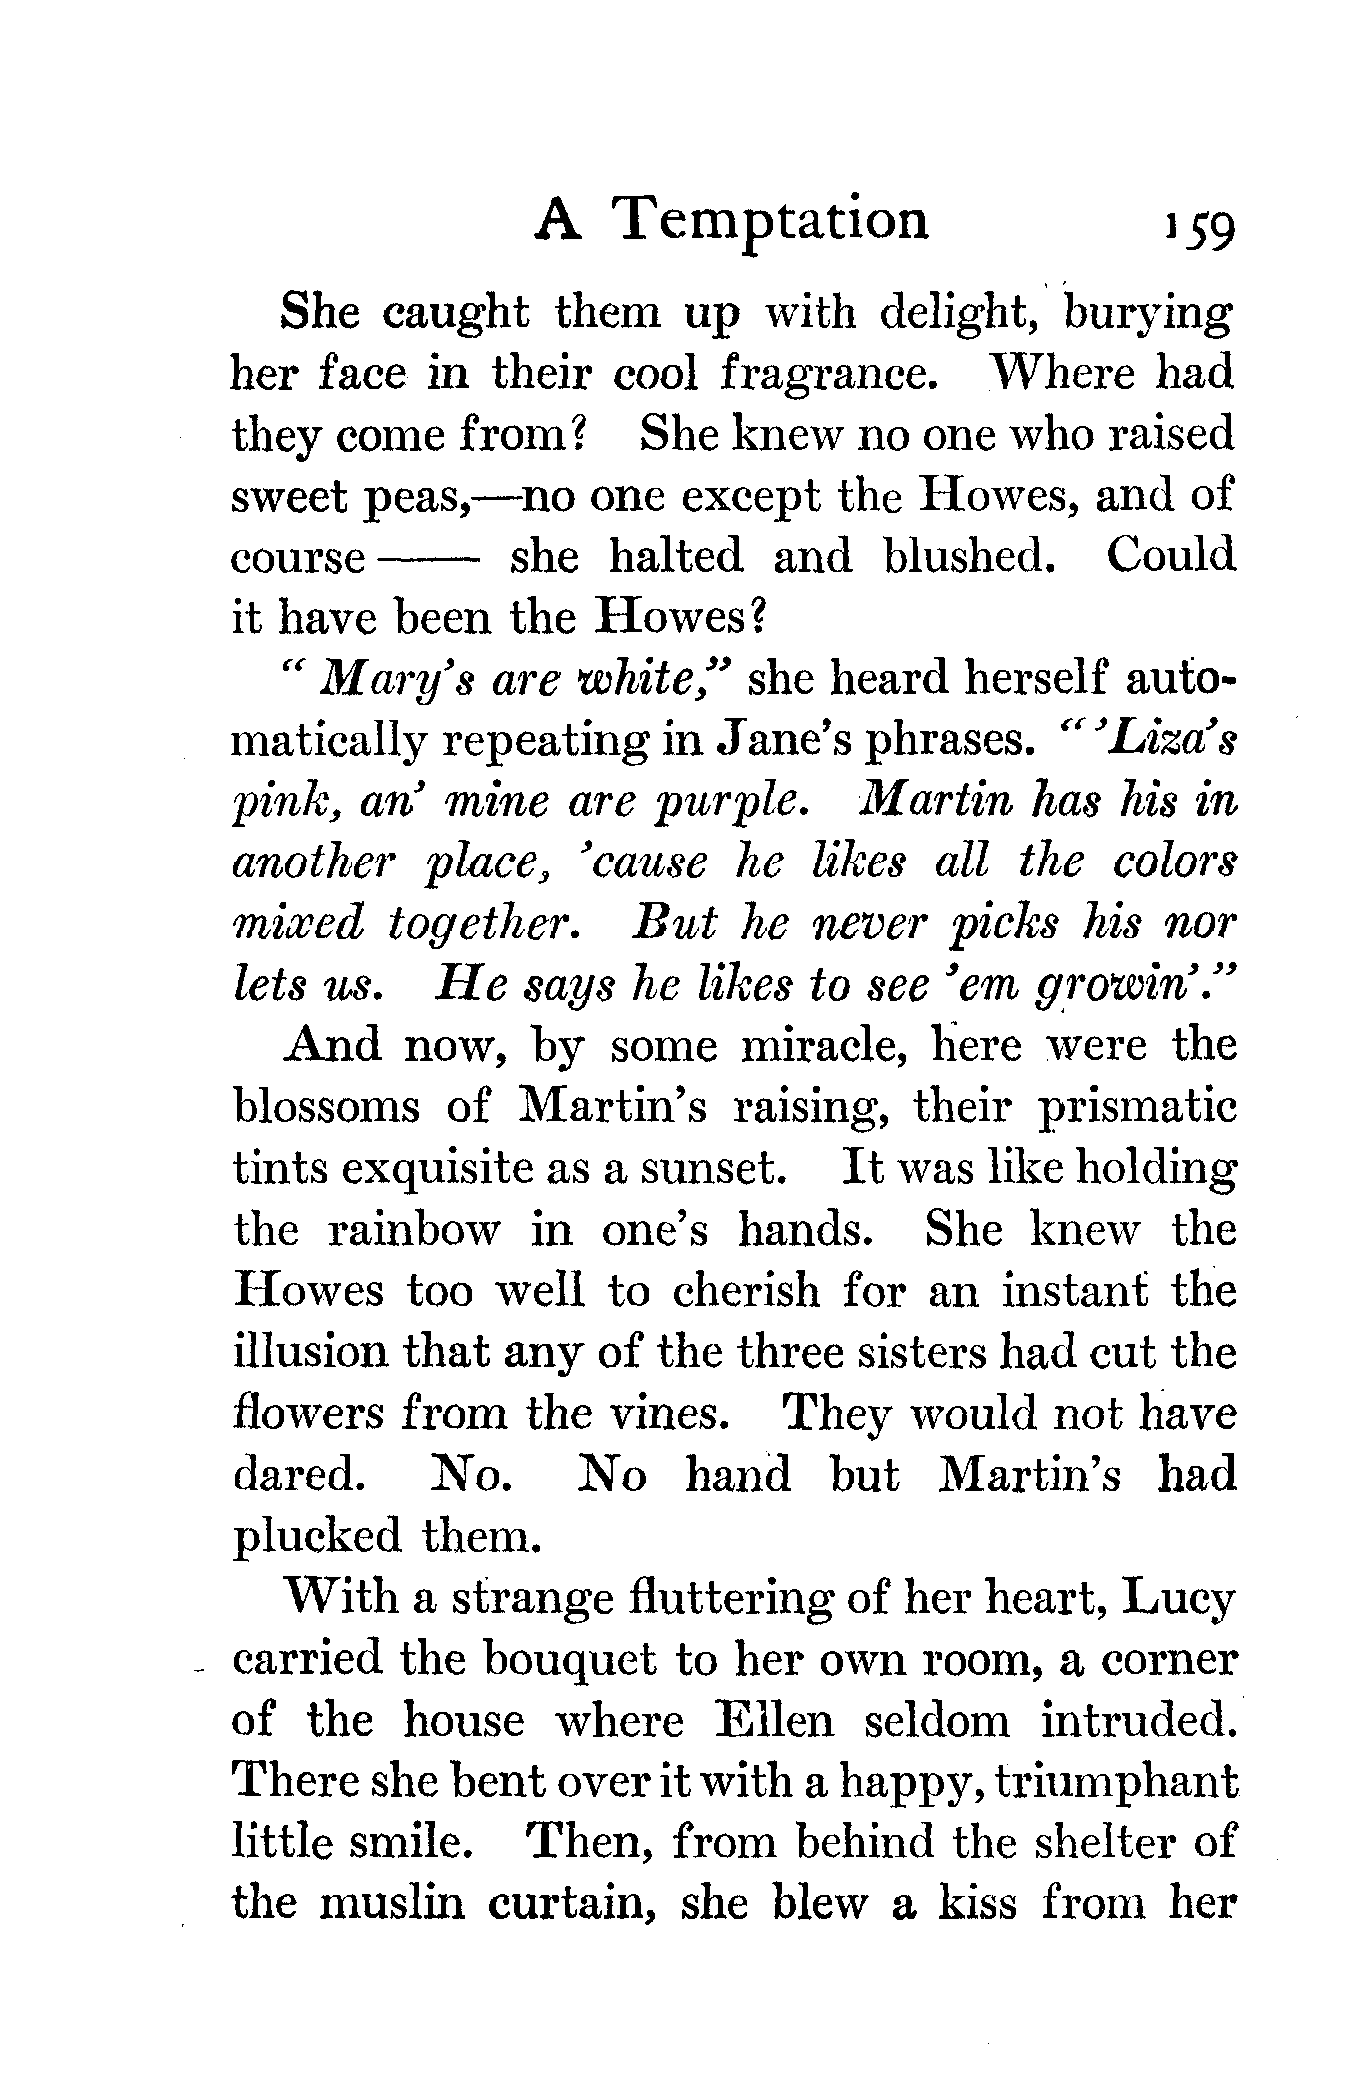 A Temptation 159
She caught them up with delight, burying
her face in their cool fragrance. Where had
they come from? She knew no one who raised
sweet peas,—no one except the Howes, and of
course —— she halted and blushed. Could
it have been the Howes?
“ Mary’s are white,” she heard herself auto-
matically repeating in Jane’s phrases. “ ’Liza’s
pink, an’ mine are purple. Martin has his in
another place, ’cause he likes all the colors
mixed together. But he never picks his nor
lets us. He says he likes to see ’em growin’.”
And now, by some miracle, here were the
blossoms of Martin’s raising, their prismatic
tints exquisite as a sunset. It was like holding
the rainbow in one’s hands. She knew the
Howes too well to cherish for an instant the
illusion that any of the three sisters had cut the
flowers from the vines. They would not have
dared. No. No hand but Martin’s had
plucked them.
With a strange fluttering of her heart, Lucy
carried the bouquet to her own room, a corner
of the house where Ellen seldom intruded.
There she bent over it with a happy, triumphant
little smile. Then, from behind the shelter of
the muslin curtain, she blew a kiss from her